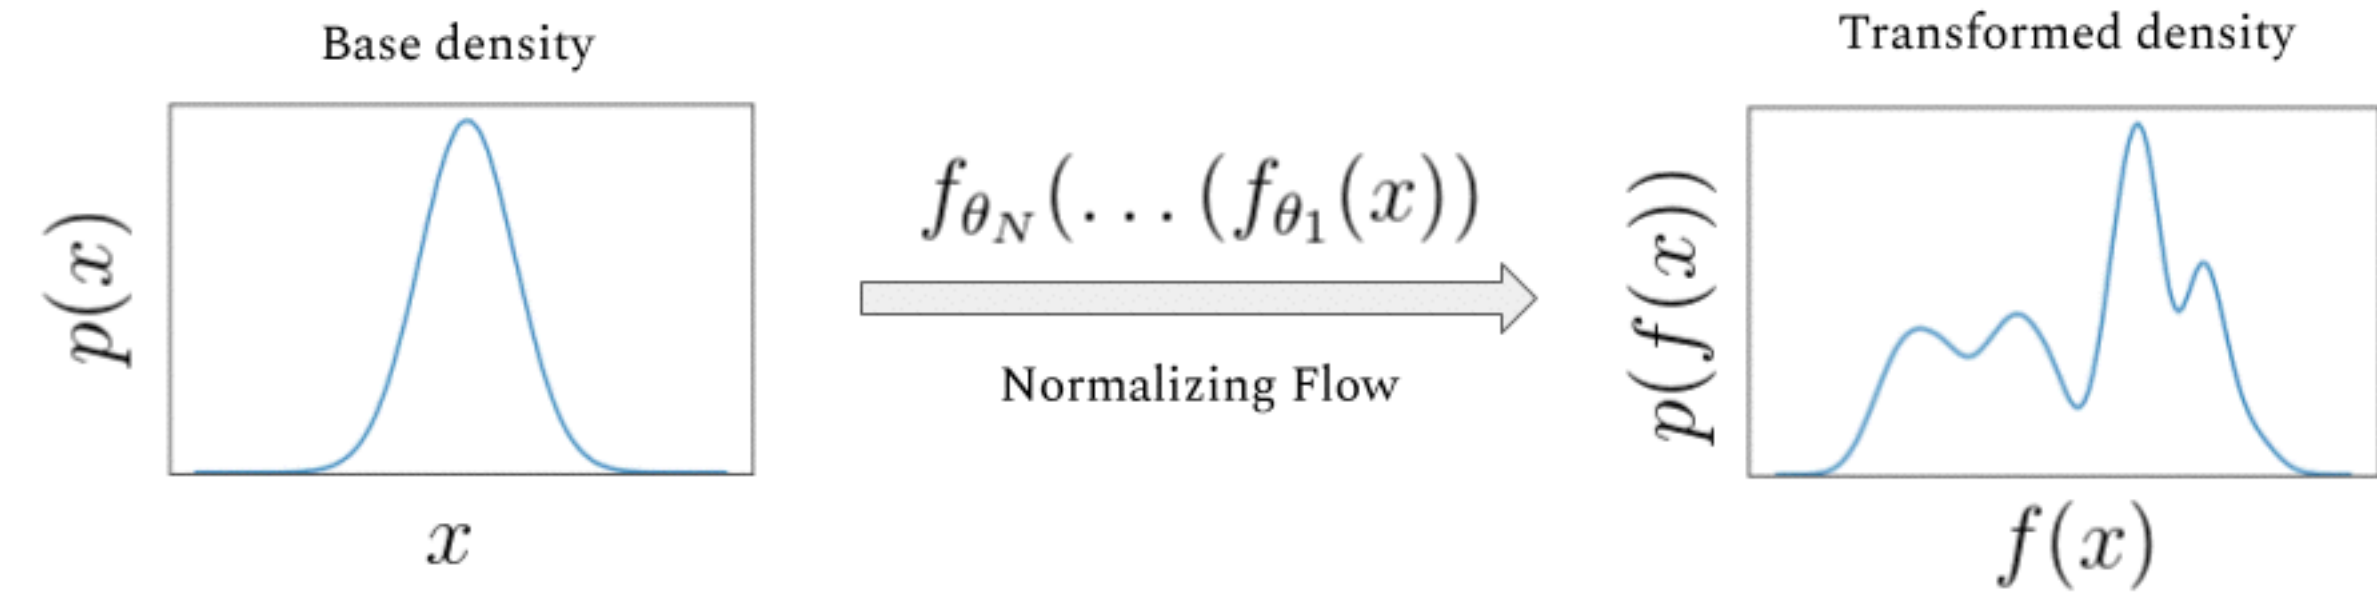 Base density
p(x)
x
f_{θ_N}(...(f_{θ_1}(x))
Normalizing Flow
Transformed density
p(f(x))
f(x)